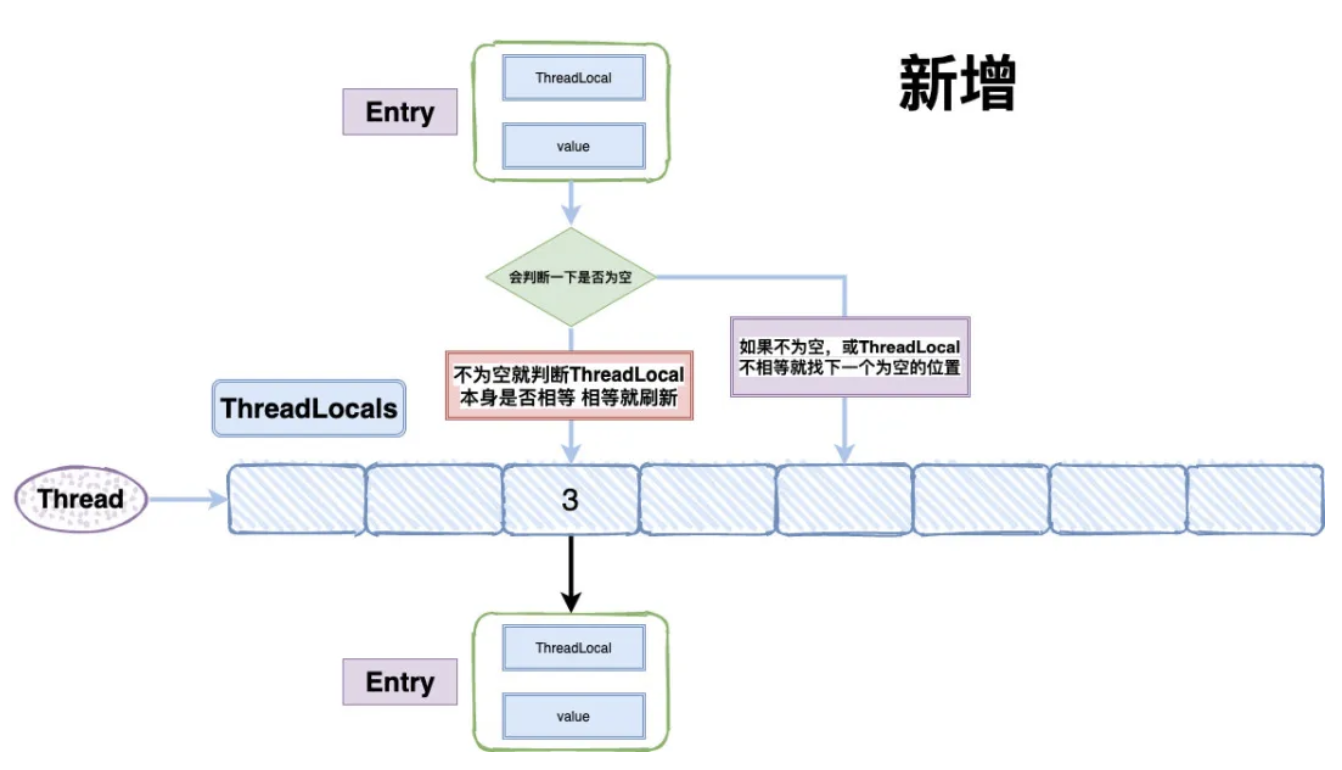 新增
ThreadLocal
Entry
value
会判断一下是否为空
如果不为空，或ThreadLocal
不相等就找下一个为空的位置
不为空就判断ThreadLocal
本身是否相等 相等就刷新
ThreadLocals
Thread
3
ThreadLocal
Entry
value